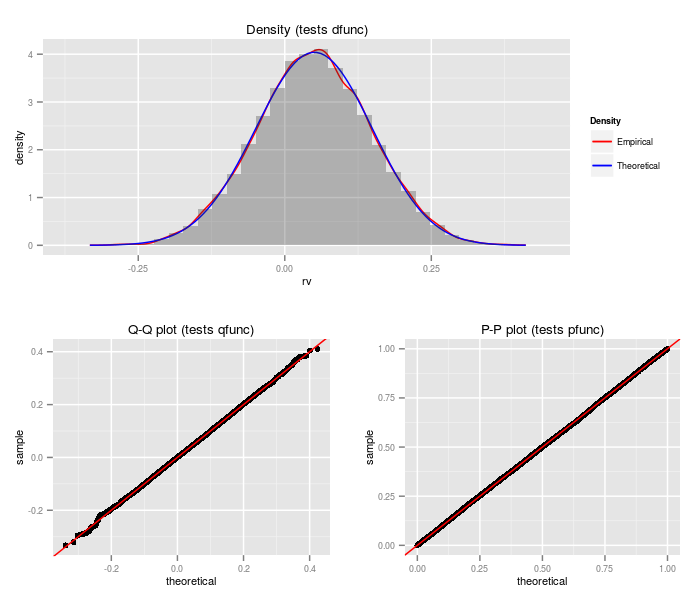 Density (tests dfunc)
4
3
2
1
0
density
-0.25
0.00
0.25
rv
Density
Empirical
Theoretical
Q-Q plot (tests qfunc)
0.4
0.2
0.0
-0.2
sample
-0.2
0.0
0.2
0.4
theoretical
P-P plot (tests pfunc)
1.00
0.75
0.50
0.25
0.00
sample
0.00
0.25
0.50
0.75
1.00
theoretical